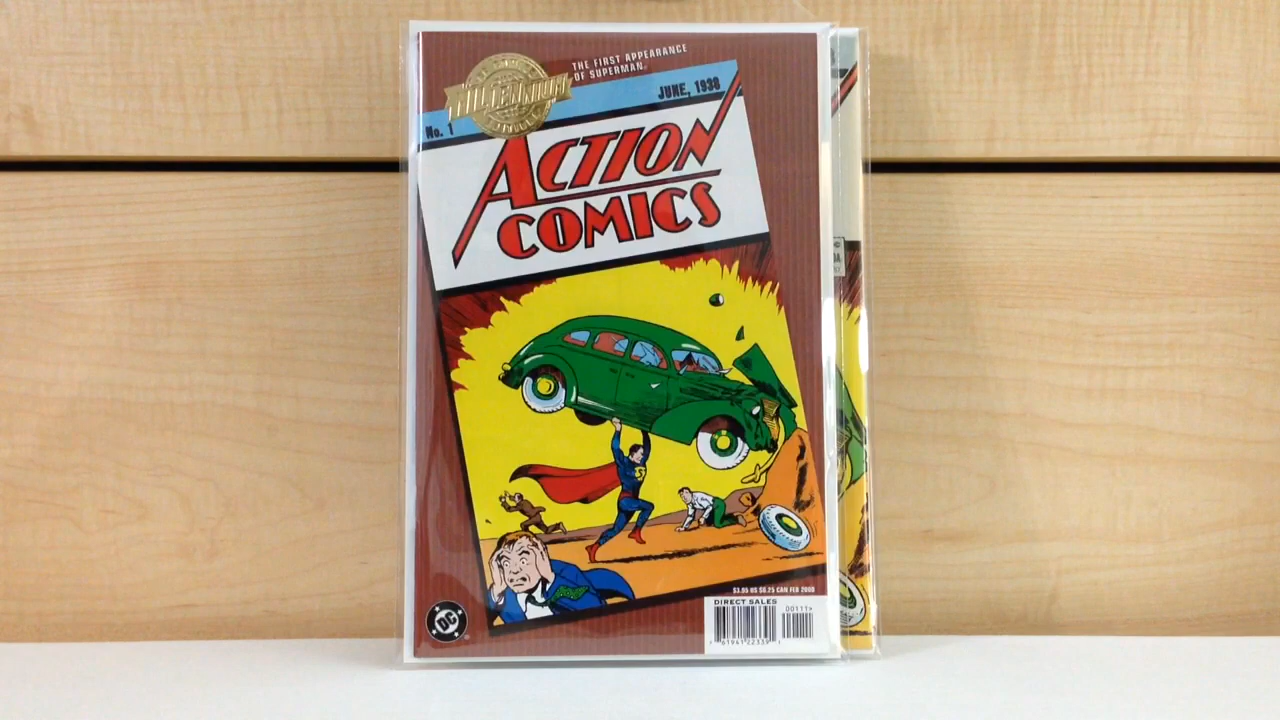 THE FIRST APPEARANCE
OF SUPERMAN
MILLENNIUM
No. 1
JUNE, 1938
ACTION
COMICS
S
$3.95 US $6.25 CAN FEB 2000
DIRECT SALES
00111>
DC